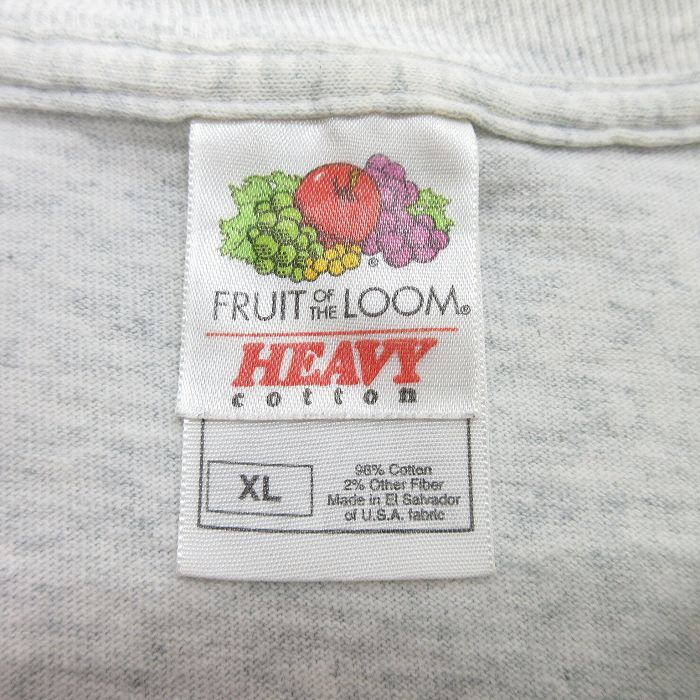 ®
FRUIT OF THE LOOM®
HEAVY
cotton
XL
98% Cotton
2% Other Fiber
Made in El Salvador
of U.S.A. fabric